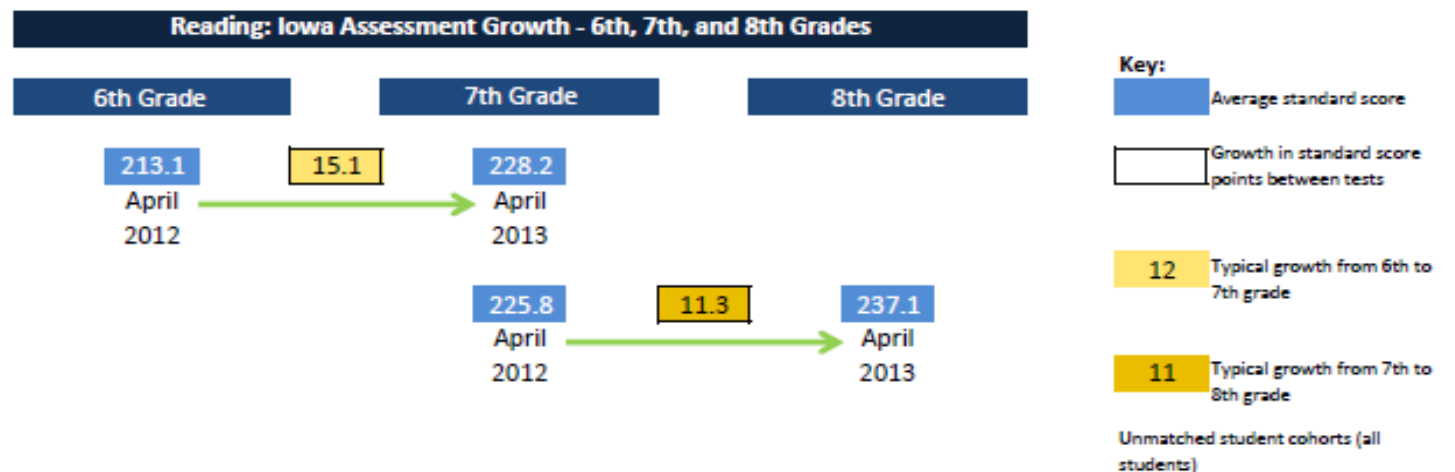 Reading: Iowa Assessment Growth - 6th, 7th, and 8th Grades
6th Grade
7th Grade
8th Grade
213.1
15.1
228.2
April
2012
April
2013
225.8
11.3
237.1
April
2012
April
2013
Key:
Average standard score
Growth in standard score
points between tests
12
Typical growth from 6th to
7th grade
11
Typical growth from 7th to
8th grade
Unmatched student cohorts (all
students)